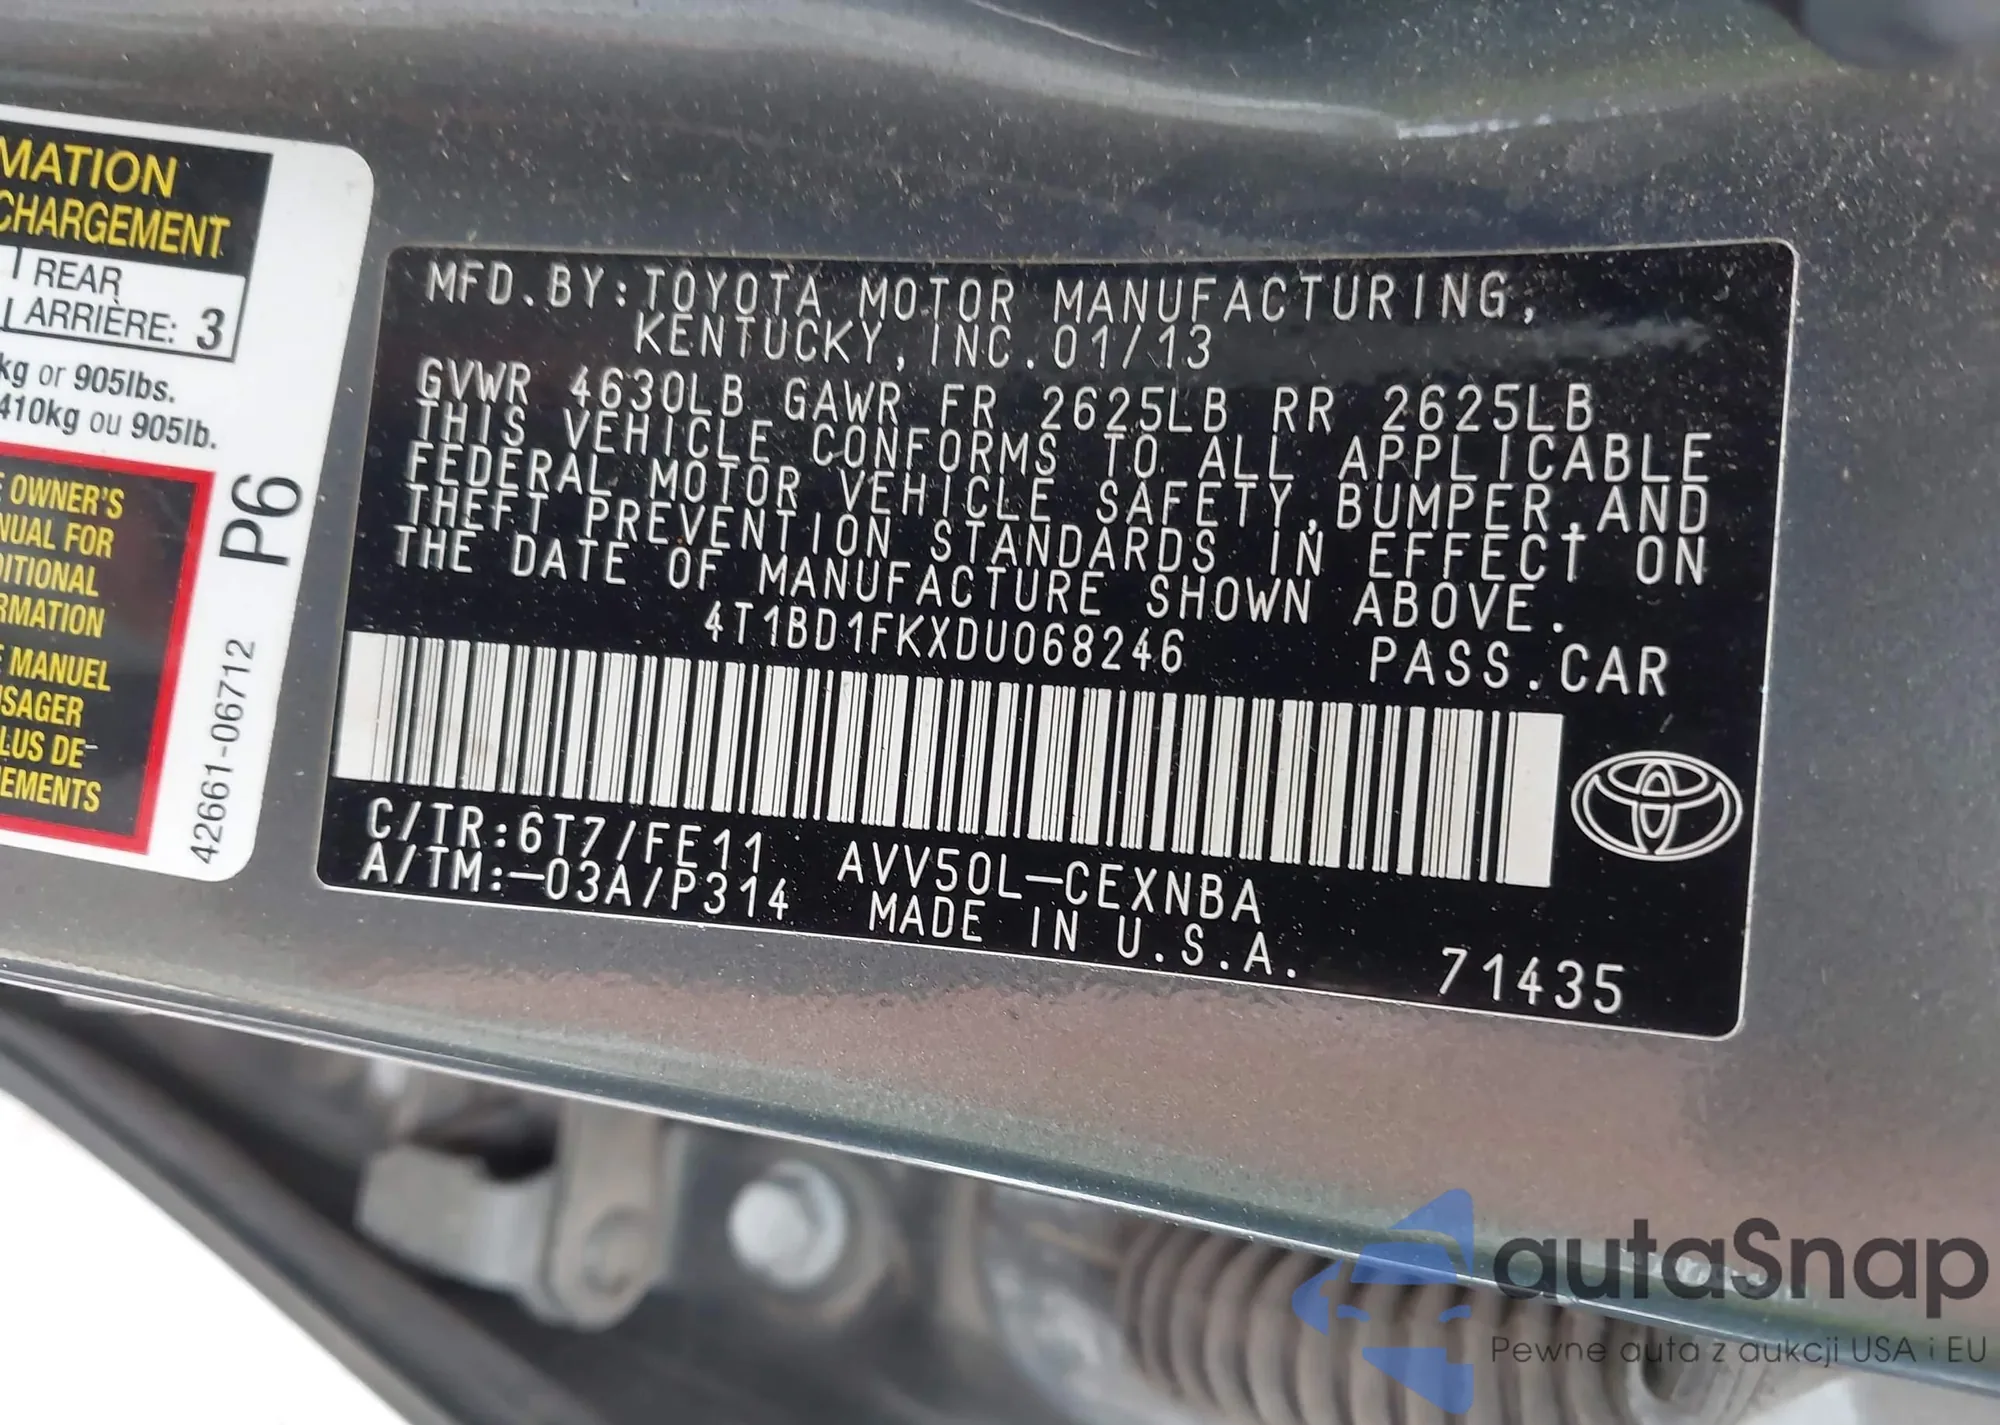 MATION
CHARGEMENT
REAR
ARRIÈRE: 3
kg or 905lbs.
410kg ou 905lb.
E OWNER'S
NUAL FOR
DITIONAL
RMATION
E MANUEL
SAGER
LUS DE
EMENTS
P6
42661-06712
MFD.BY:TOYOTA MOTOR MANUFACTURING,
KENTUCKY,INC.01/13
GVWR 4630LB GAWR FR 2625LB RR 2625LB
THIS VEHICLE CONFORMS TO ALL APPLICABLE
FEDERAL MOTOR VEHICLE SAFETY,BUMPER,AND
THEFT PREVENTION STANDARDS IN EFFECT ON
THE DATE OF MANUFACTURE SHOWN ABOVE.
4T1BD1FKXDU068246 PASS.CAR
C/TR:6T7/FE11 AVV50L-CEXNBA
A/TM:-03A/P314 MADE IN U.S.A.
71435
autaSnap
Pewne auta z aukcji USA i EU